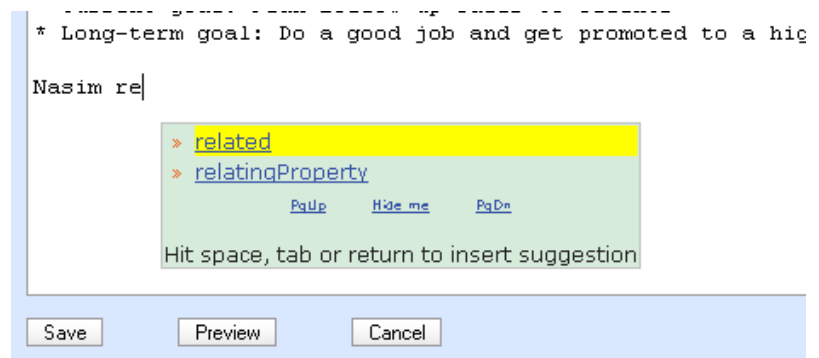 * Long-term goal: Do a good job and get promoted to a hig
Nasim re
» related
» relatingProperty
PgUp Hide me PgDn
Hit space, tab or return to insert suggestion
Save Preview Cancel